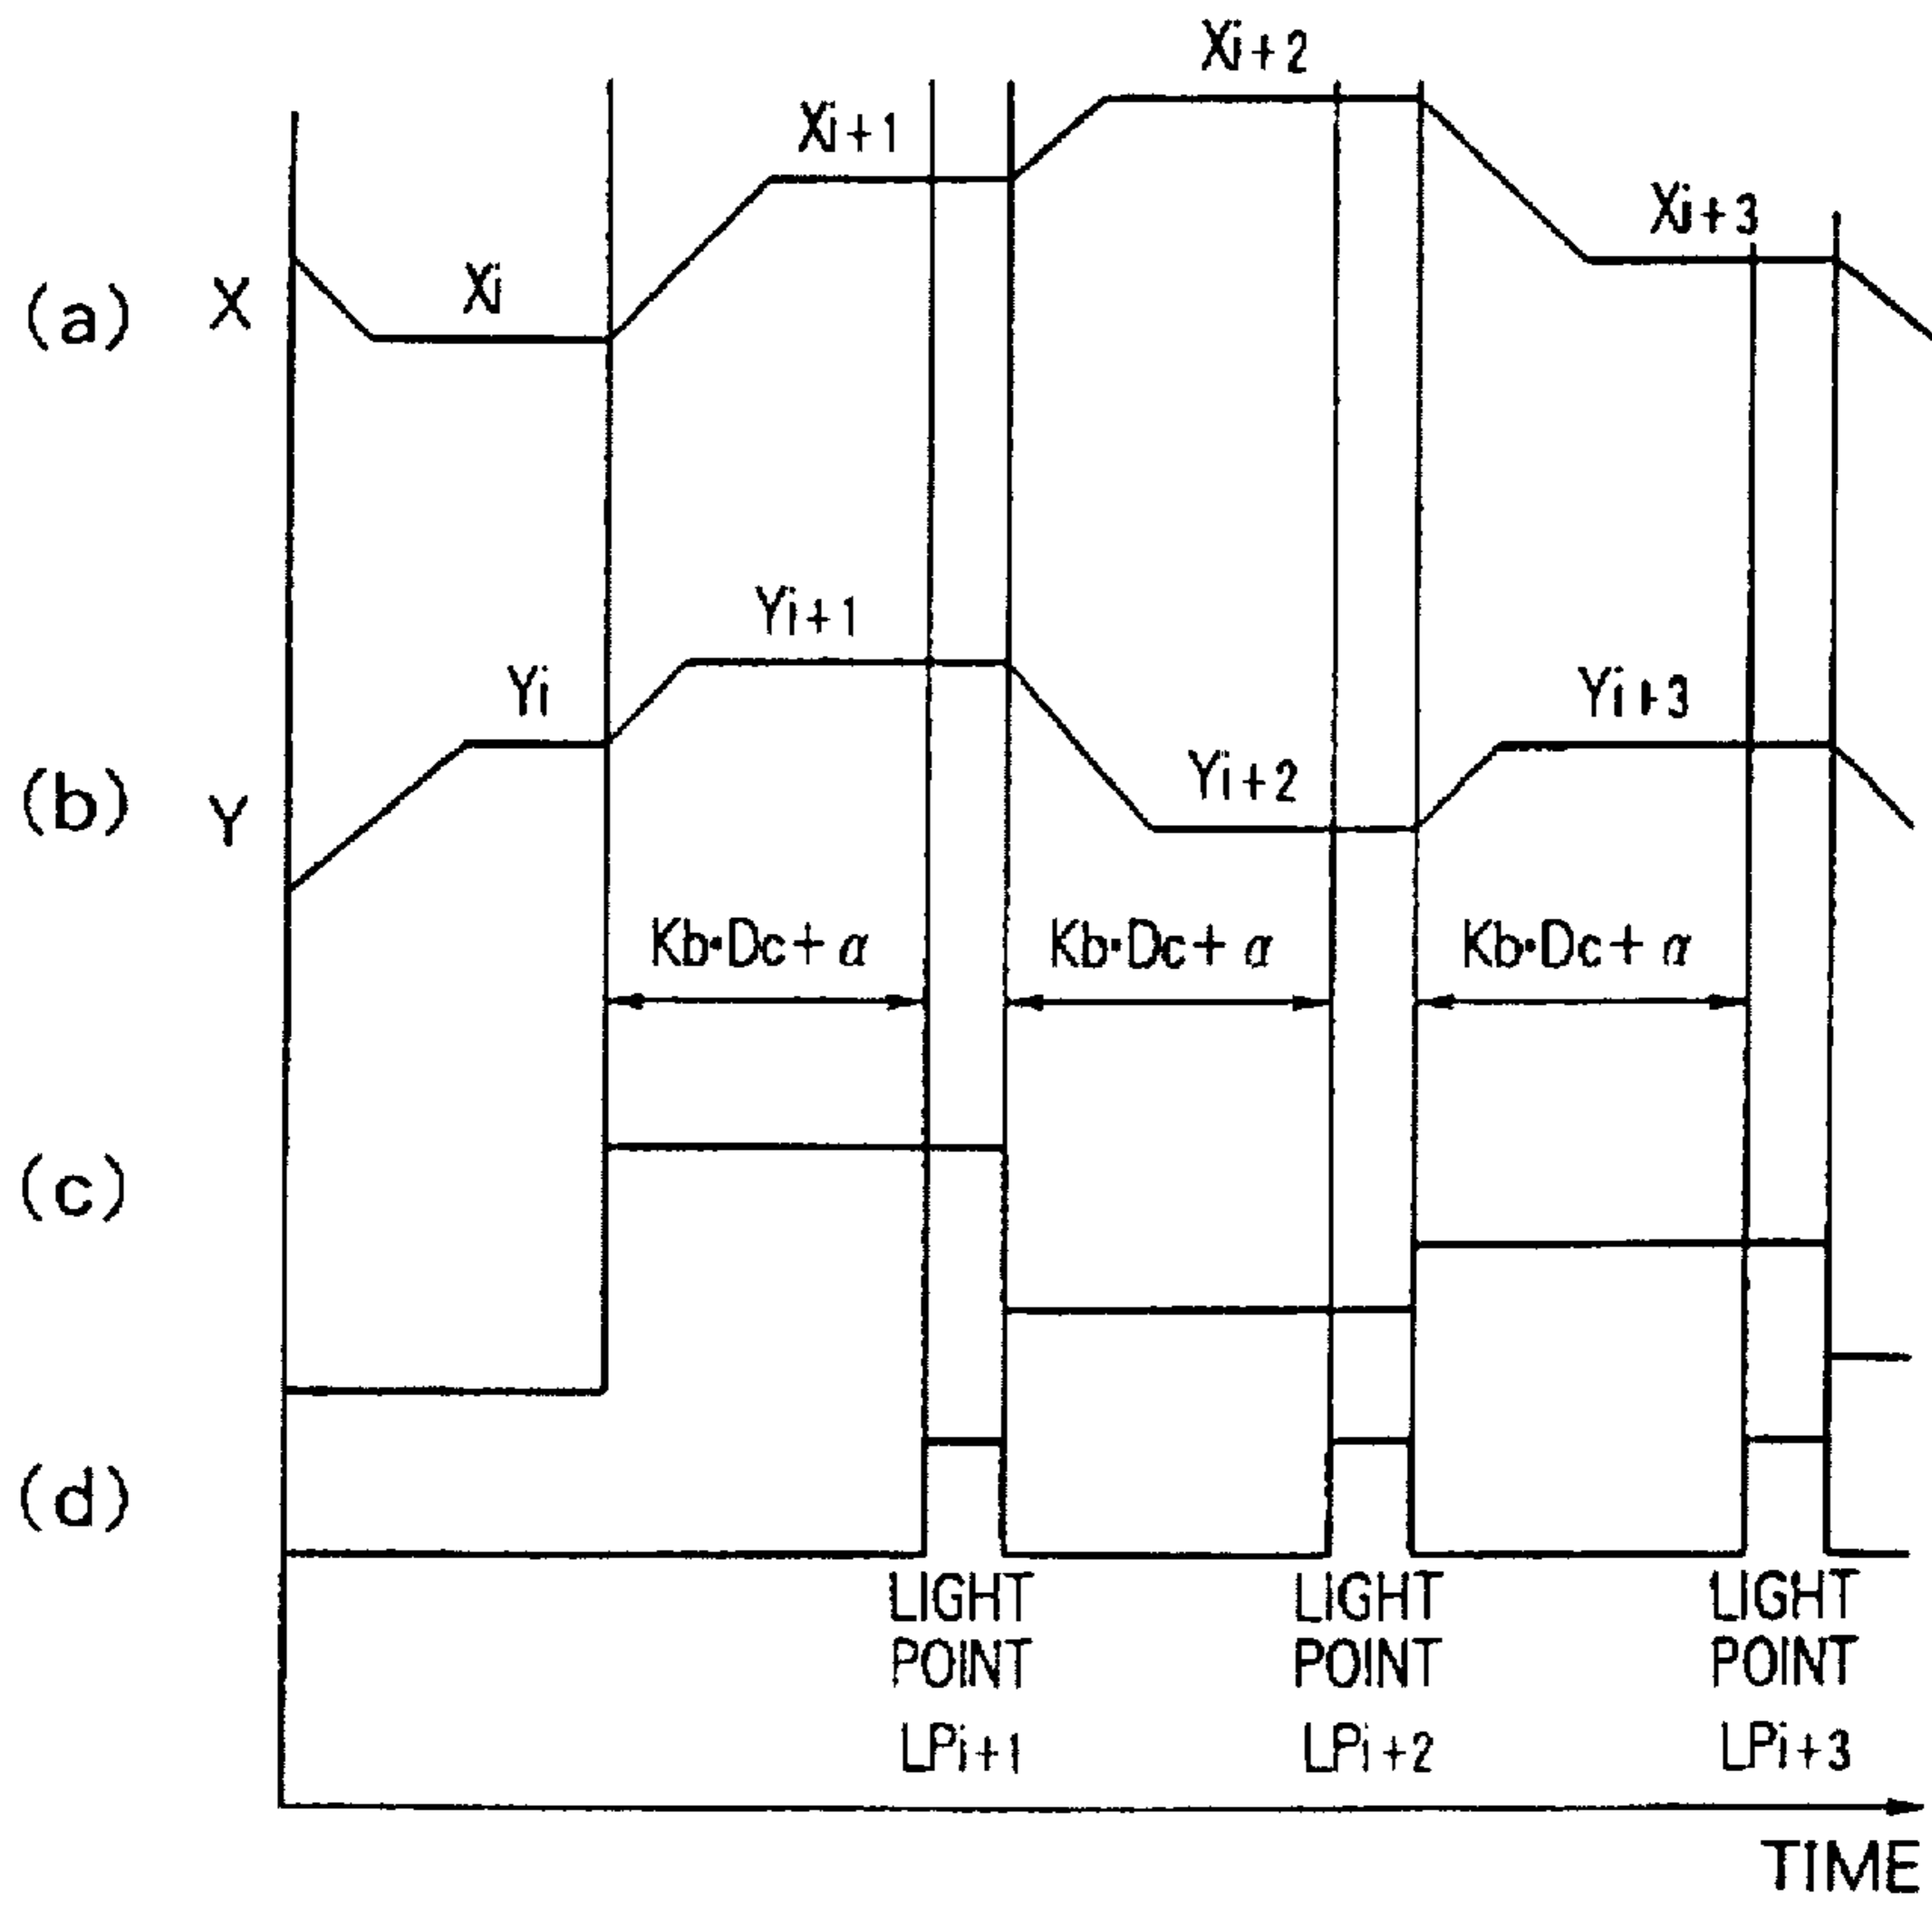 Xi+2
Xi+1
Xi+3
(a) X Xi
Yi+1
Yi Yi+3
(b) Y Yi+2
Kb•Dc+α Kb•Dc+α Kb•Dc+α
(c)
(d)
LIGHT POINT LPi+1
LIGHT POINT LPi+2
LIGHT POINT LPi+3
TIME